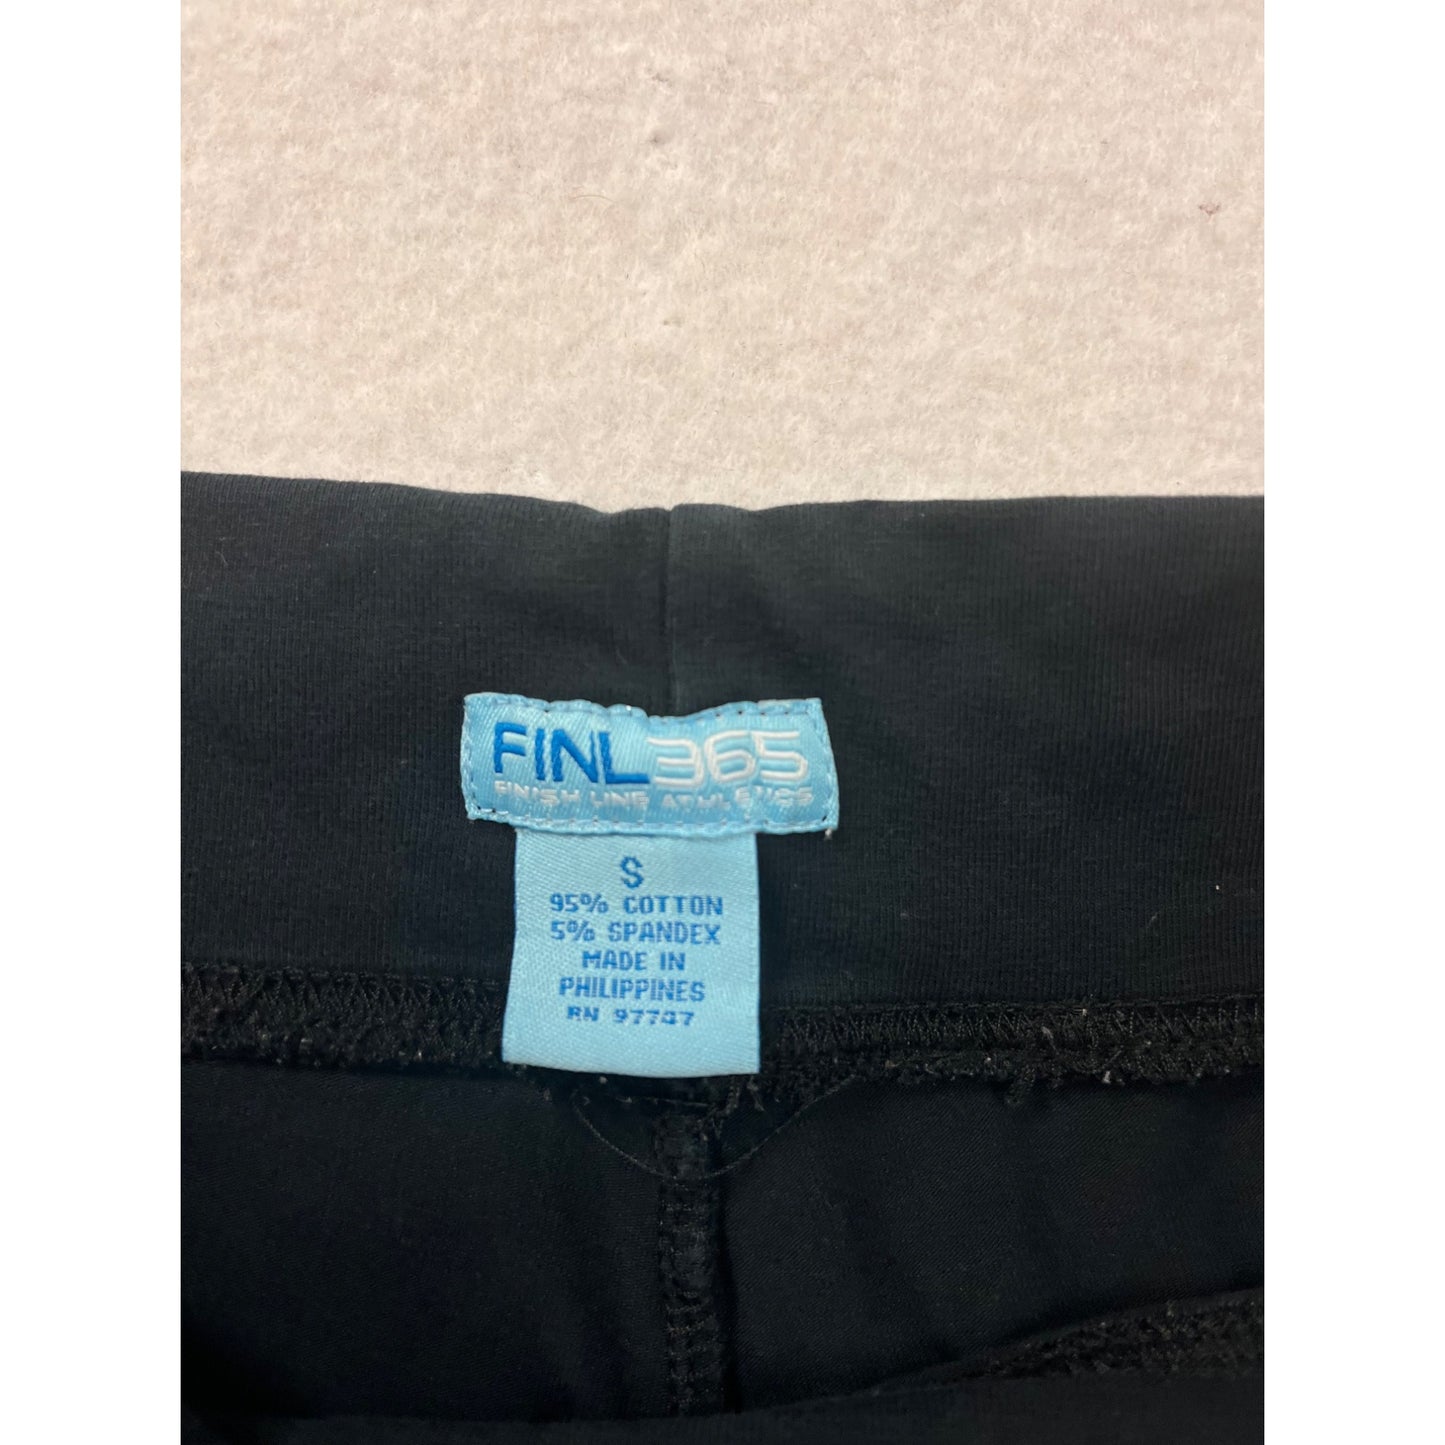 FINL365
FINISH LINE ATHLETICS
S
95% COTTON
5% SPANDEX
MADE IN
PHILIPPINES
RN 97747